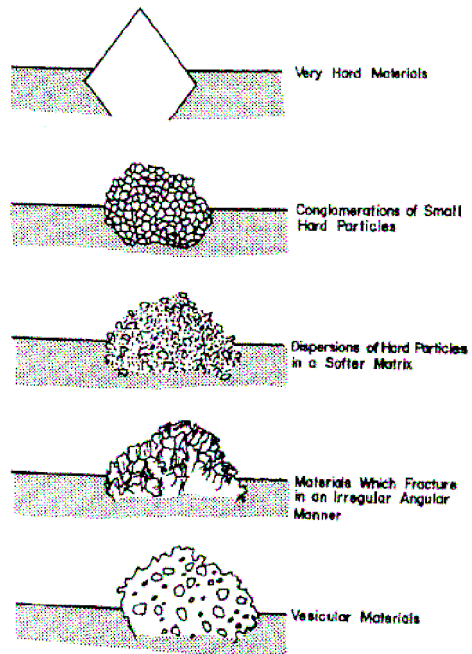 Very Hard Materials
Conglomerations of Small
Hard Particles
Dispersions of Hard Particles
in a Softer Matrix
Materials Which Fracture
in an Irregular Angular
Manner
Vesicular Materials